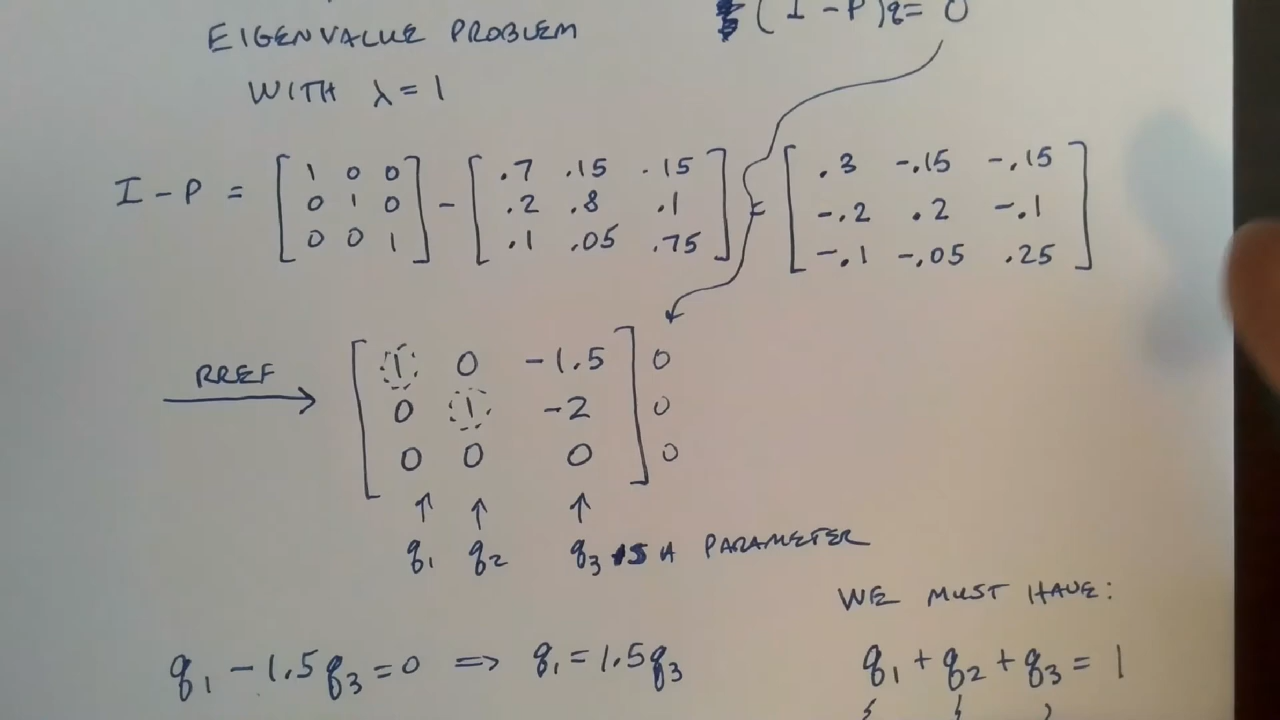 EIGENVALUE PROBLEM (I - P)q = 0
WITH λ = 1
I - P = [1 0 0] - [.7 .15 .15] = [.3 -.15 -.15]
[0 1 0] [.2 .8 .1] [-.2 .2 -.1]
[0 0 1] [.1 .05 .75] [-.1 -.05 .25]
RREF → [1 0 -1.5] 0
[0 1 -2] 0
[0 0 0] 0
↑ ↑ ↑
q₁ q₂ q₃ IS A PARAMETER
WE MUST HAVE:
q₁ - 1.5q₃ = 0 ⇒ q₁ = 1.5q₃
q₁ + q₂ + q₃ = 1